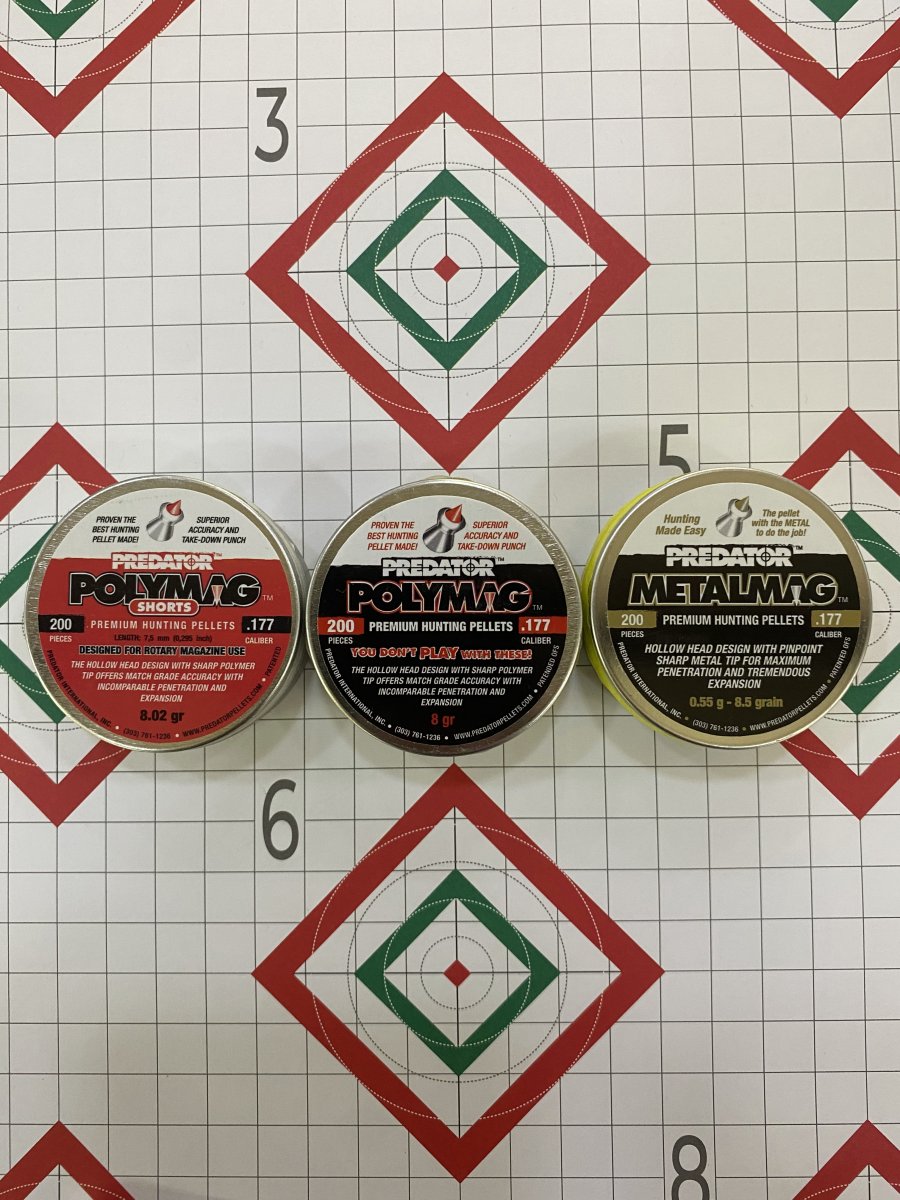 3
5
PROVEN THE
BEST HUNTING
PELLET MADE!
SUPERIOR
ACCURACY AND
TAKE-DOWN PUNCH
PREDATOR™
POLYMAG™
SHORTS
200
PIECES
PREMIUM HUNTING PELLETS
.177
CALIBER
LENGTH: 7,5 mm (0,295 inch)
DESIGNED FOR ROTARY MAGAZINE USE
THE HOLLOW HEAD DESIGN WITH SHARP POLYMER
TIP OFFERS MATCH GRADE ACCURACY WITH
INCOMPARABLE PENETRATION AND
EXPANSION
8.02 gr
PREDATOR INTERNATIONAL, INC. • (303) 761-1236 • WWW.PREDATORPELLETS.COM • PATENTED OFS
PROVEN THE
BEST HUNTING
PELLET MADE!
SUPERIOR
ACCURACY AND
TAKE-DOWN PUNCH
PREDATOR™
POLYMAG™
200
PIECES
PREMIUM HUNTING PELLETS
.177
CALIBER
YOU DON'T PLAY WITH THESE!
THE HOLLOW HEAD DESIGN WITH SHARP POLYMER
TIP OFFERS MATCH GRADE ACCURACY WITH
INCOMPARABLE PENETRATION AND
EXPANSION
8 gr
PREDATOR INTERNATIONAL, INC. • (303) 761-1236 • WWW.PREDATORPELLETS.COM • PATENTED OFS
Hunting
Made Easy
The pellet
with the METAL
to do the job!
PREDATOR™
METALMAG™
200
PIECES
PREMIUM HUNTING PELLETS
.177
CALIBER
HOLLOW HEAD DESIGN WITH PINPOINT
SHARP METAL TIP FOR MAXIMUM
PENETRATION AND TREMENDOUS
EXPANSION
0.55 g - 8.5 grain
PREDATOR INTERNATIONAL, INC. • (303) 761-1236 • WWW.PREDATORPELLETS.COM • PATENTED OFS
6
8